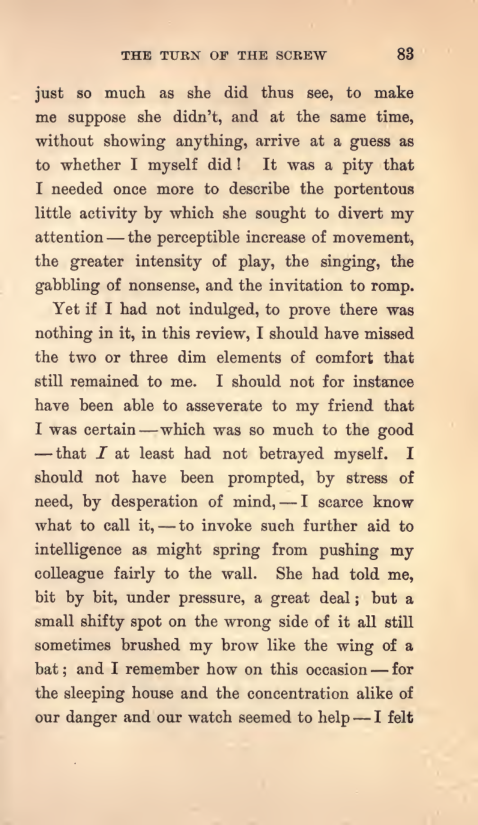 THE TURN OF THE SCREW 83
just so much as she did thus see, to make
me suppose she didn't, and at the same time,
without showing anything, arrive at a guess as
to whether I myself did! It was a pity that
I needed once more to describe the portentous
little activity by which she sought to divert my
attention — the perceptible increase of movement,
the greater intensity of play, the singing, the
gabbling of nonsense, and the invitation to romp.
Yet if I had not indulged, to prove there was
nothing in it, in this review, I should have missed
the two or three dim elements of comfort that
still remained to me. I should not for instance
have been able to asseverate to my friend that
I was certain — which was so much to the good
— that I at least had not betrayed myself. I
should not have been prompted, by stress of
need, by desperation of mind, — I scarce know
what to call it, — to invoke such further aid to
intelligence as might spring from pushing my
colleague fairly to the wall. She had told me,
bit by bit, under pressure, a great deal; but a
small shifty spot on the wrong side of it all still
sometimes brushed my brow like the wing of a
bat; and I remember how on this occasion — for
the sleeping house and the concentration alike of
our danger and our watch seemed to help — I felt